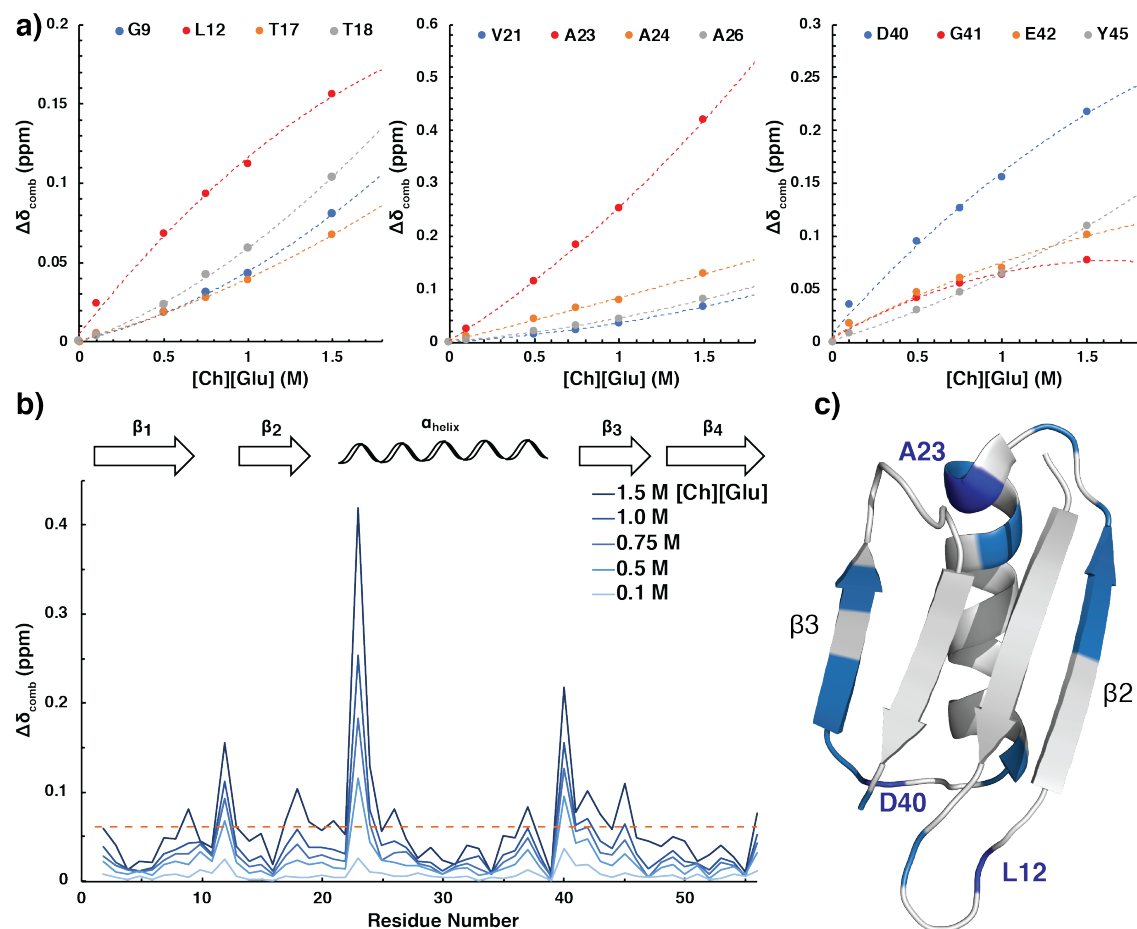 a)
G9 L12 T17 T18
0.2
0.15
0.1
0.05
0
Δδcomb (ppm)
0 0.5 1 1.5
[Ch][Glu] (M)
V21 A23 A24 A26
0.6
0.5
0.4
0.3
0.2
0.1
0
Δδcomb (ppm)
0 0.5 1 1.5
[Ch][Glu] (M)
D40 G41 E42 Y45
0.3
0.25
0.2
0.15
0.1
0.05
0
Δδcomb (ppm)
0 0.5 1 1.5
[Ch][Glu] (M)
b)
β1 β2 αhelix β3 β4
1.5 M [Ch][Glu]
1.0 M
0.75 M
0.5 M
0.1 M
0.4
0.3
0.2
0.1
0
Δδcomb (ppm)
0 10 20 30 40 50
Residue Number
c)
A23
β3
β2
D40
L12